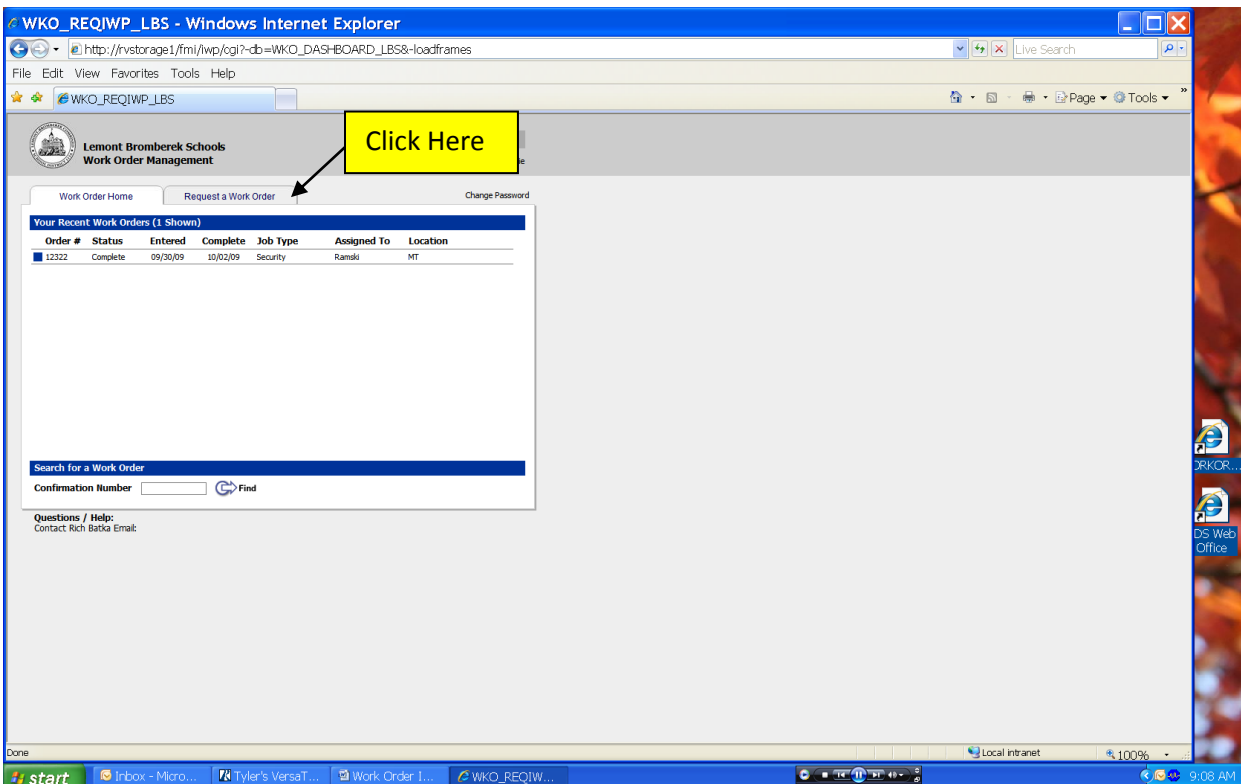 WKO_REQIWP_LBS - Windows Internet Explorer
http://rvstorage1/fmi/iwp/cgi?-db=WKO_DASHBOARD_LBS&-loadframes
Live Search
File Edit View Favorites Tools Help
WKO_REQIWP_LBS
Page Tools
Click Here
Lemont Bromberek Schools
Work Order Management
Work Order Home Request a Work Order Change Password
Your Recent Work Orders (1 Shown)
Order # Status Entered Complete Job Type Assigned To Location
12322 Complete 09/30/09 10/02/09 Security Ramski MT
Search for a Work Order
Confirmation Number Find
Questions / Help:
Contact Rich Batka Email:
ORKOR...
DS Web
Office
Done Local intranet 100%
start Inbox - Micro... Tyler's VersaT... Work Order I... WKO_REQIW... 9:08 AM